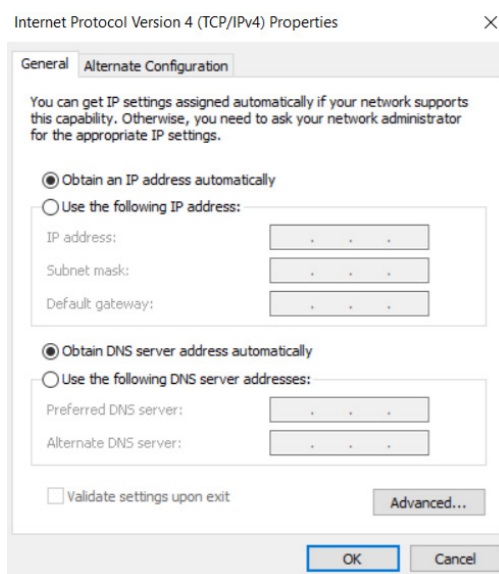 Internet Protocol Version 4 (TCP/IPv4) Properties
General Alternate Configuration
You can get IP settings assigned automatically if your network supports
this capability. Otherwise, you need to ask your network administrator
for the appropriate IP settings.
Obtain an IP address automatically
Use the following IP address:
IP address:
Subnet mask:
Default gateway:
Obtain DNS server address automatically
Use the following DNS server addresses:
Preferred DNS server:
Alternate DNS server:
Validate settings upon exit
Advanced...
OK Cancel